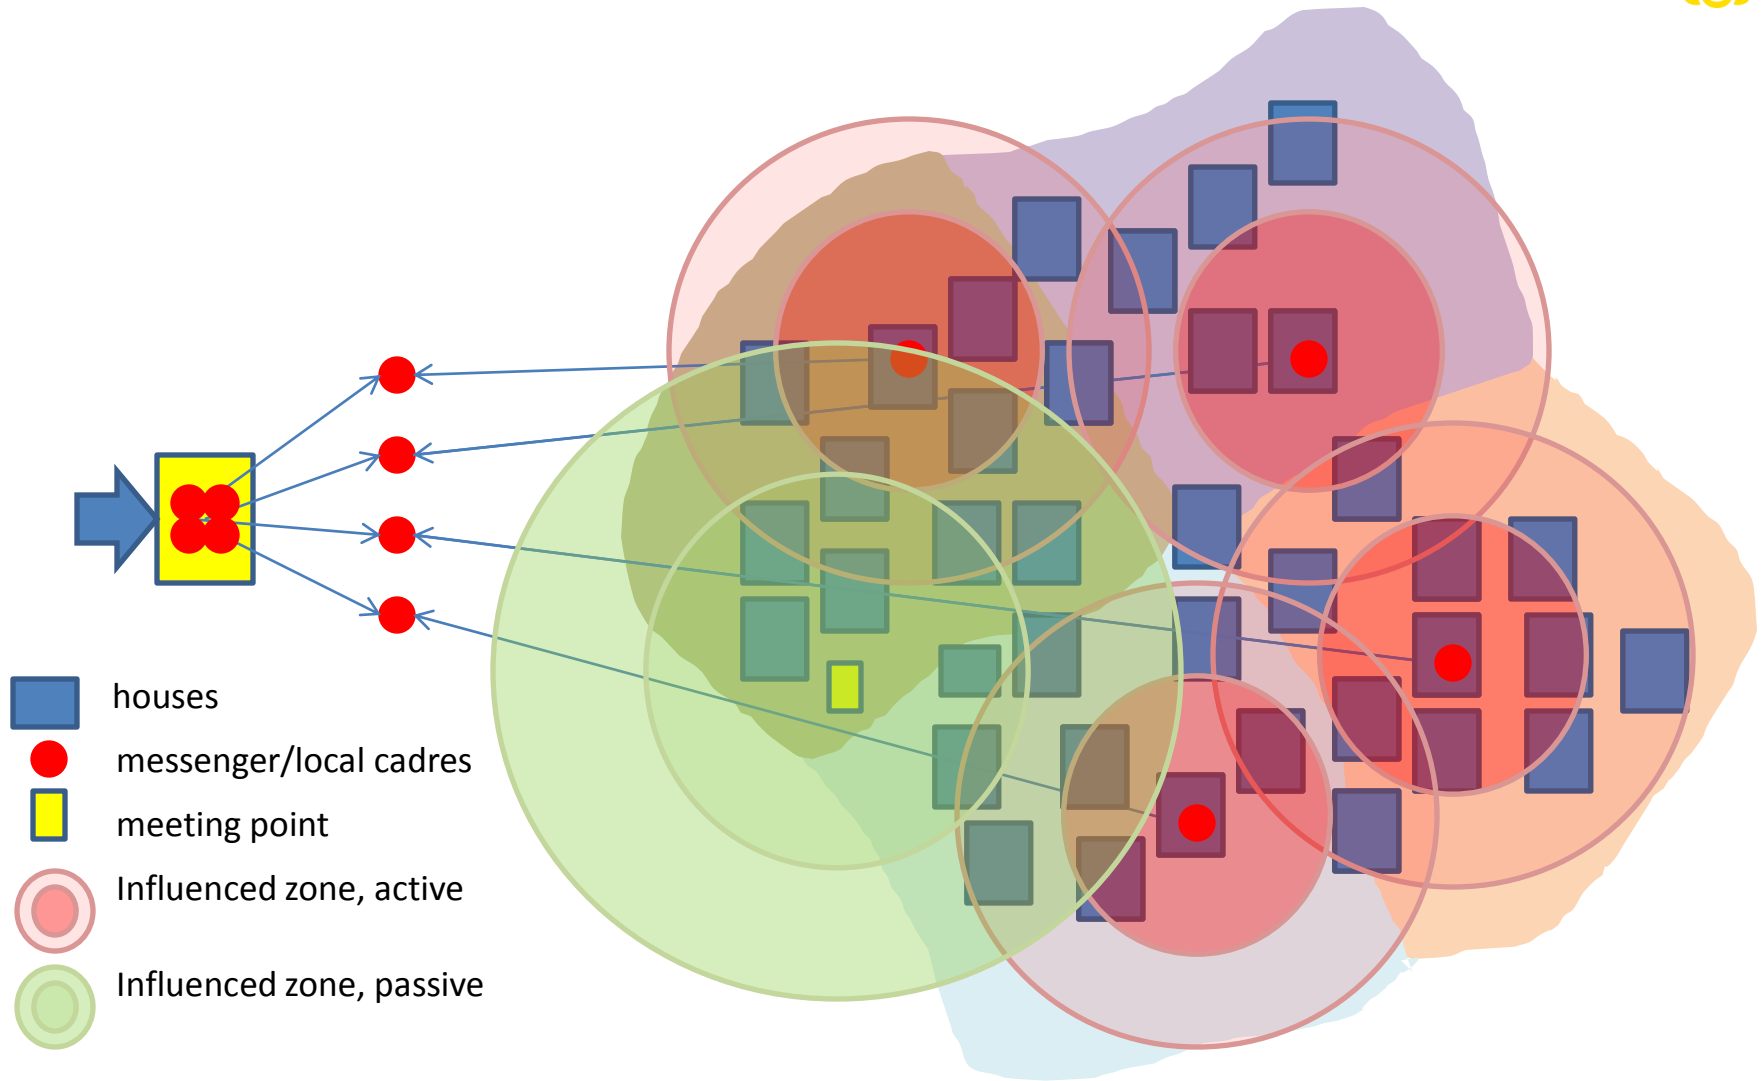 houses
messenger/local cadres
meeting point
Influenced zone, active
Influenced zone, passive